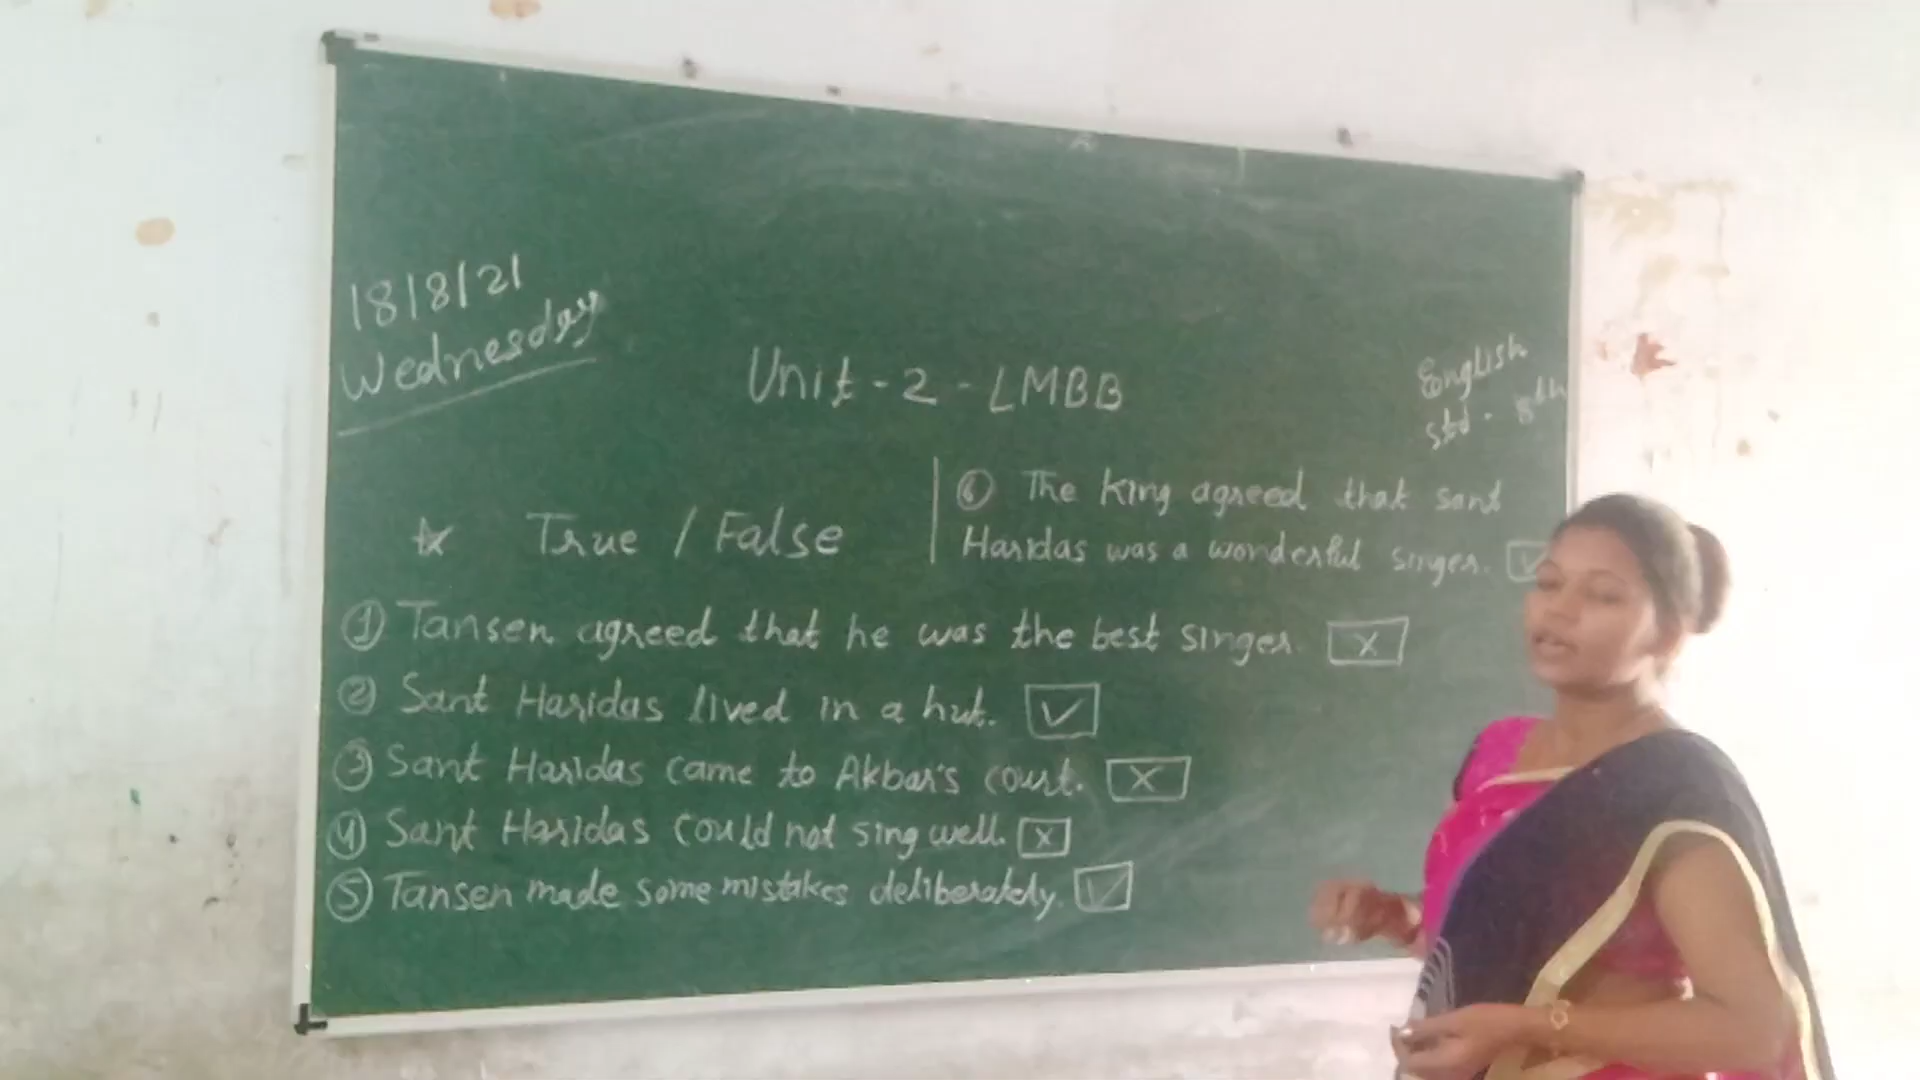 18/8/21
Wednesday
Unit - 2 - LMBB
English
Std - 8th
True / False
① Tansen agreed that he was the best singer. ☒
② Sant Haridas lived in a hut. ☑
③ Sant Haridas came to Akbar's court. ☒
④ Sant Haridas could not sing well. ☒
⑤ Tansen made some mistakes deliberately. ☑
⑥ The King agreed that sant
Haridas was a wonderful singer. ☑